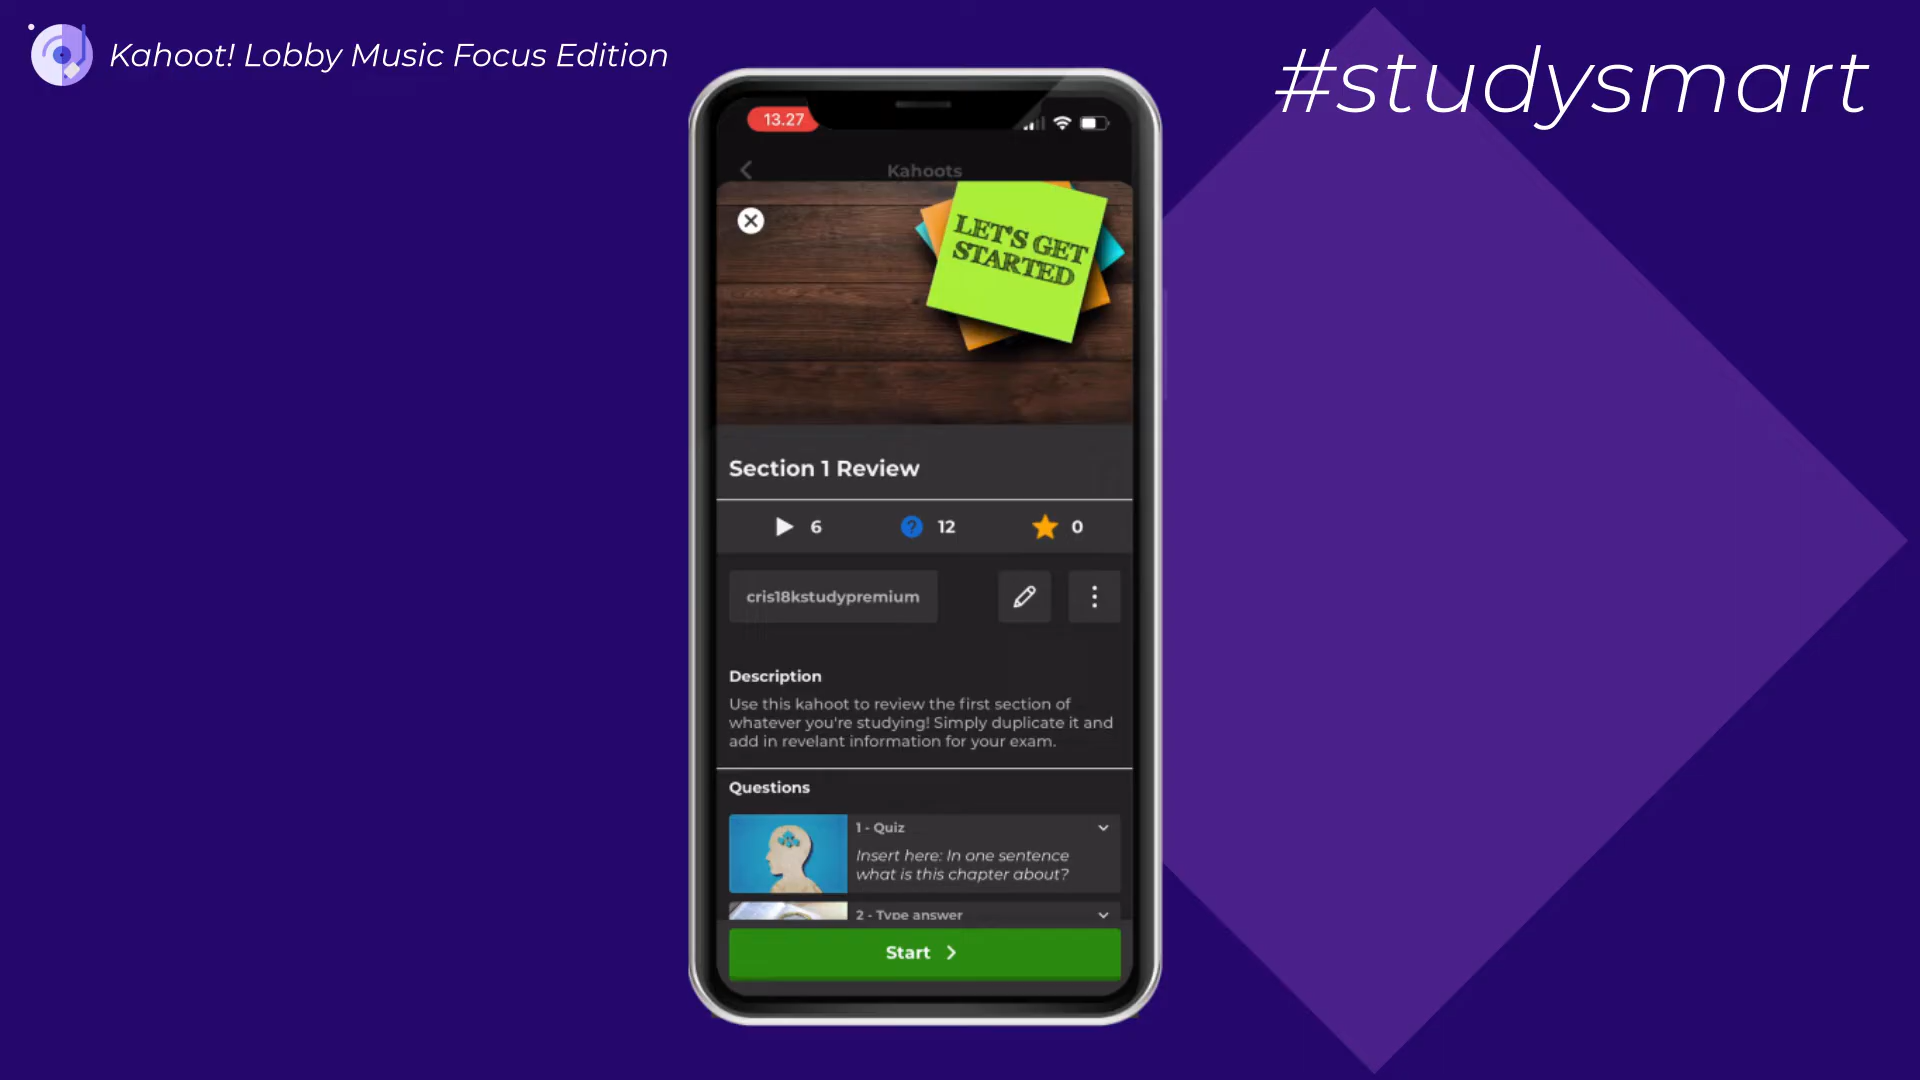 Kahoot! Lobby Music Focus Edition
#studysmart
13.27
Kahoots
LET'S GET
STARTED
Section 1 Review
6
12
0
cris18kstudypremium
Description
Use this kahoot to review the first section of
whatever you're studying! Simply duplicate it and
add in revelant information for your exam.
Questions
1 - Quiz
Insert here: In one sentence
what is this chapter about?
2 - Type answer
Start